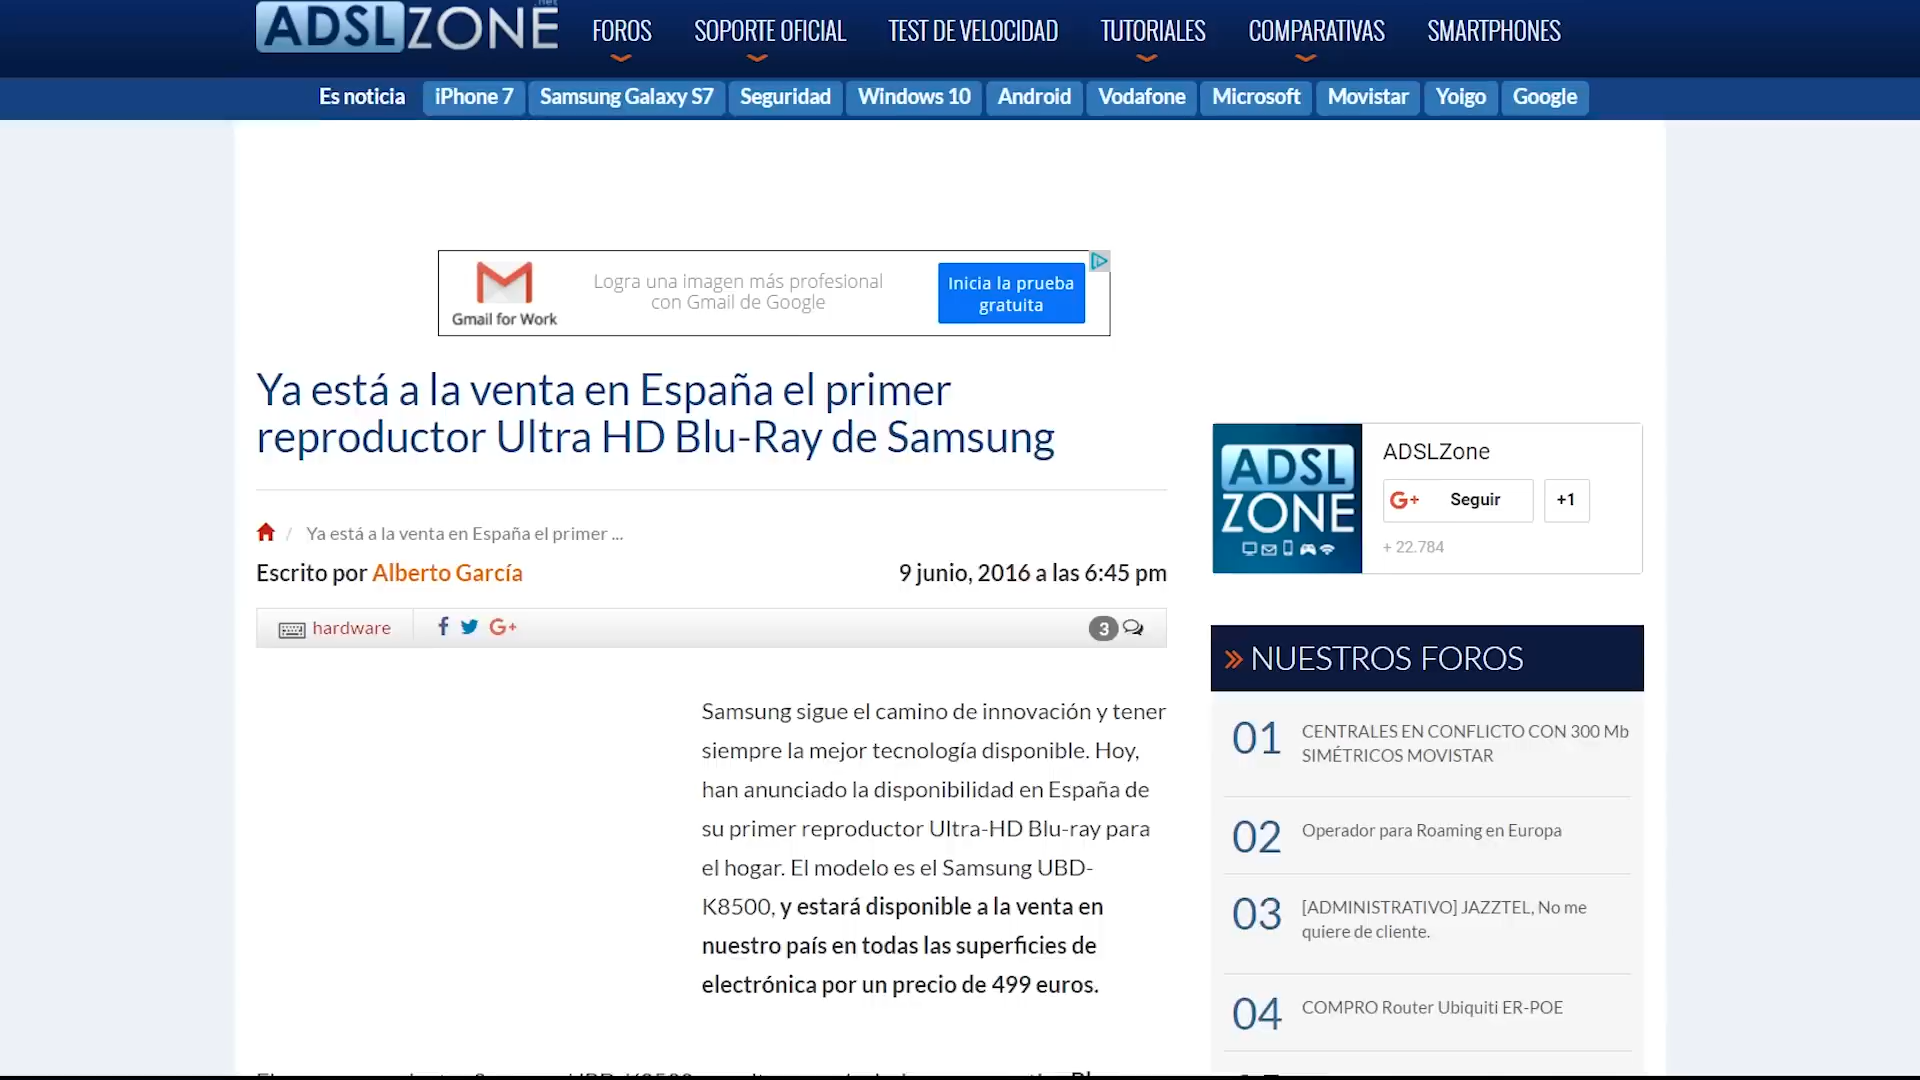 ADSLZONE
.net
FOROS
SOPORTE OFICIAL
TEST DE VELOCIDAD
TUTORIALES
COMPARATIVAS
SMARTPHONES
Es noticia
iPhone 7
Samsung Galaxy S7
Seguridad
Windows 10
Android
Vodafone
Microsoft
Movistar
Yoigo
Google
Gmail for Work
Logra una imagen más profesional
con Gmail de Google
Inicia la prueba
gratuita
Ya está a la venta en España el primer
reproductor Ultra HD Blu-Ray de Samsung
/ Ya está a la venta en España el primer ...
Escrito por Alberto García
9 junio, 2016 a las 6:45 pm
hardware
G+
3
Samsung sigue el camino de innovación y tener
siempre la mejor tecnología disponible. Hoy,
han anunciado la disponibilidad en España de
su primer reproductor Ultra-HD Blu-ray para
el hogar. El modelo es el Samsung UBD-
K8500, y estará disponible a la venta en
nuestro país en todas las superficies de
electrónica por un precio de 499 euros.
ADSL
ZONE
ADSLZone
G+ Seguir
+1
+ 22.784
NUESTROS FOROS
01 CENTRALES EN CONFLICTO CON 300 Mb
SIMÉTRICOS MOVISTAR
02 Operador para Roaming en Europa
03 [ADMINISTRATIVO] JAZZTEL, No me
quiere de cliente.
04 COMPRO Router Ubiquiti ER-POE